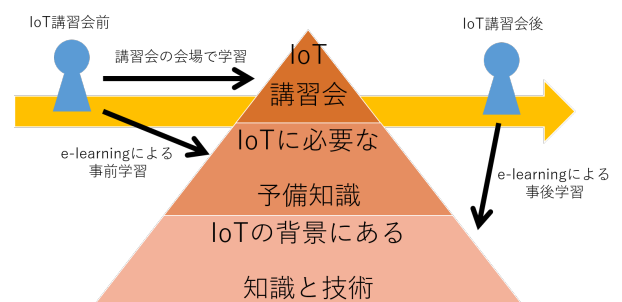 IoT講習会前
IoT講習会後
講習会の会場で学習
IoT
講習会
e-learningによる
事前学習
IoTに必要な
予備知識
e-learningによる
事後学習
IoTの背景にある
知識と技術